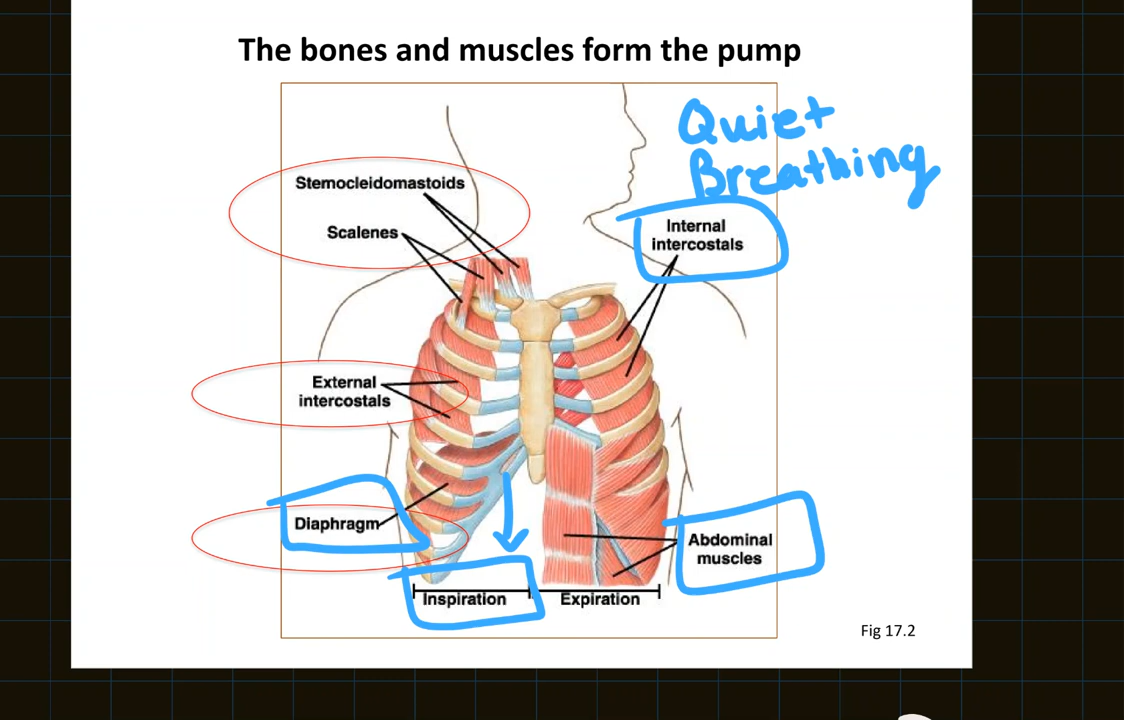 The bones and muscles form the pump
Quiet
Breathing
Sternocleidomastoids
Scalenes
Internal
intercostals
External
intercostals
Diaphragm
Abdominal
muscles
Inspiration
Expiration
Fig 17.2